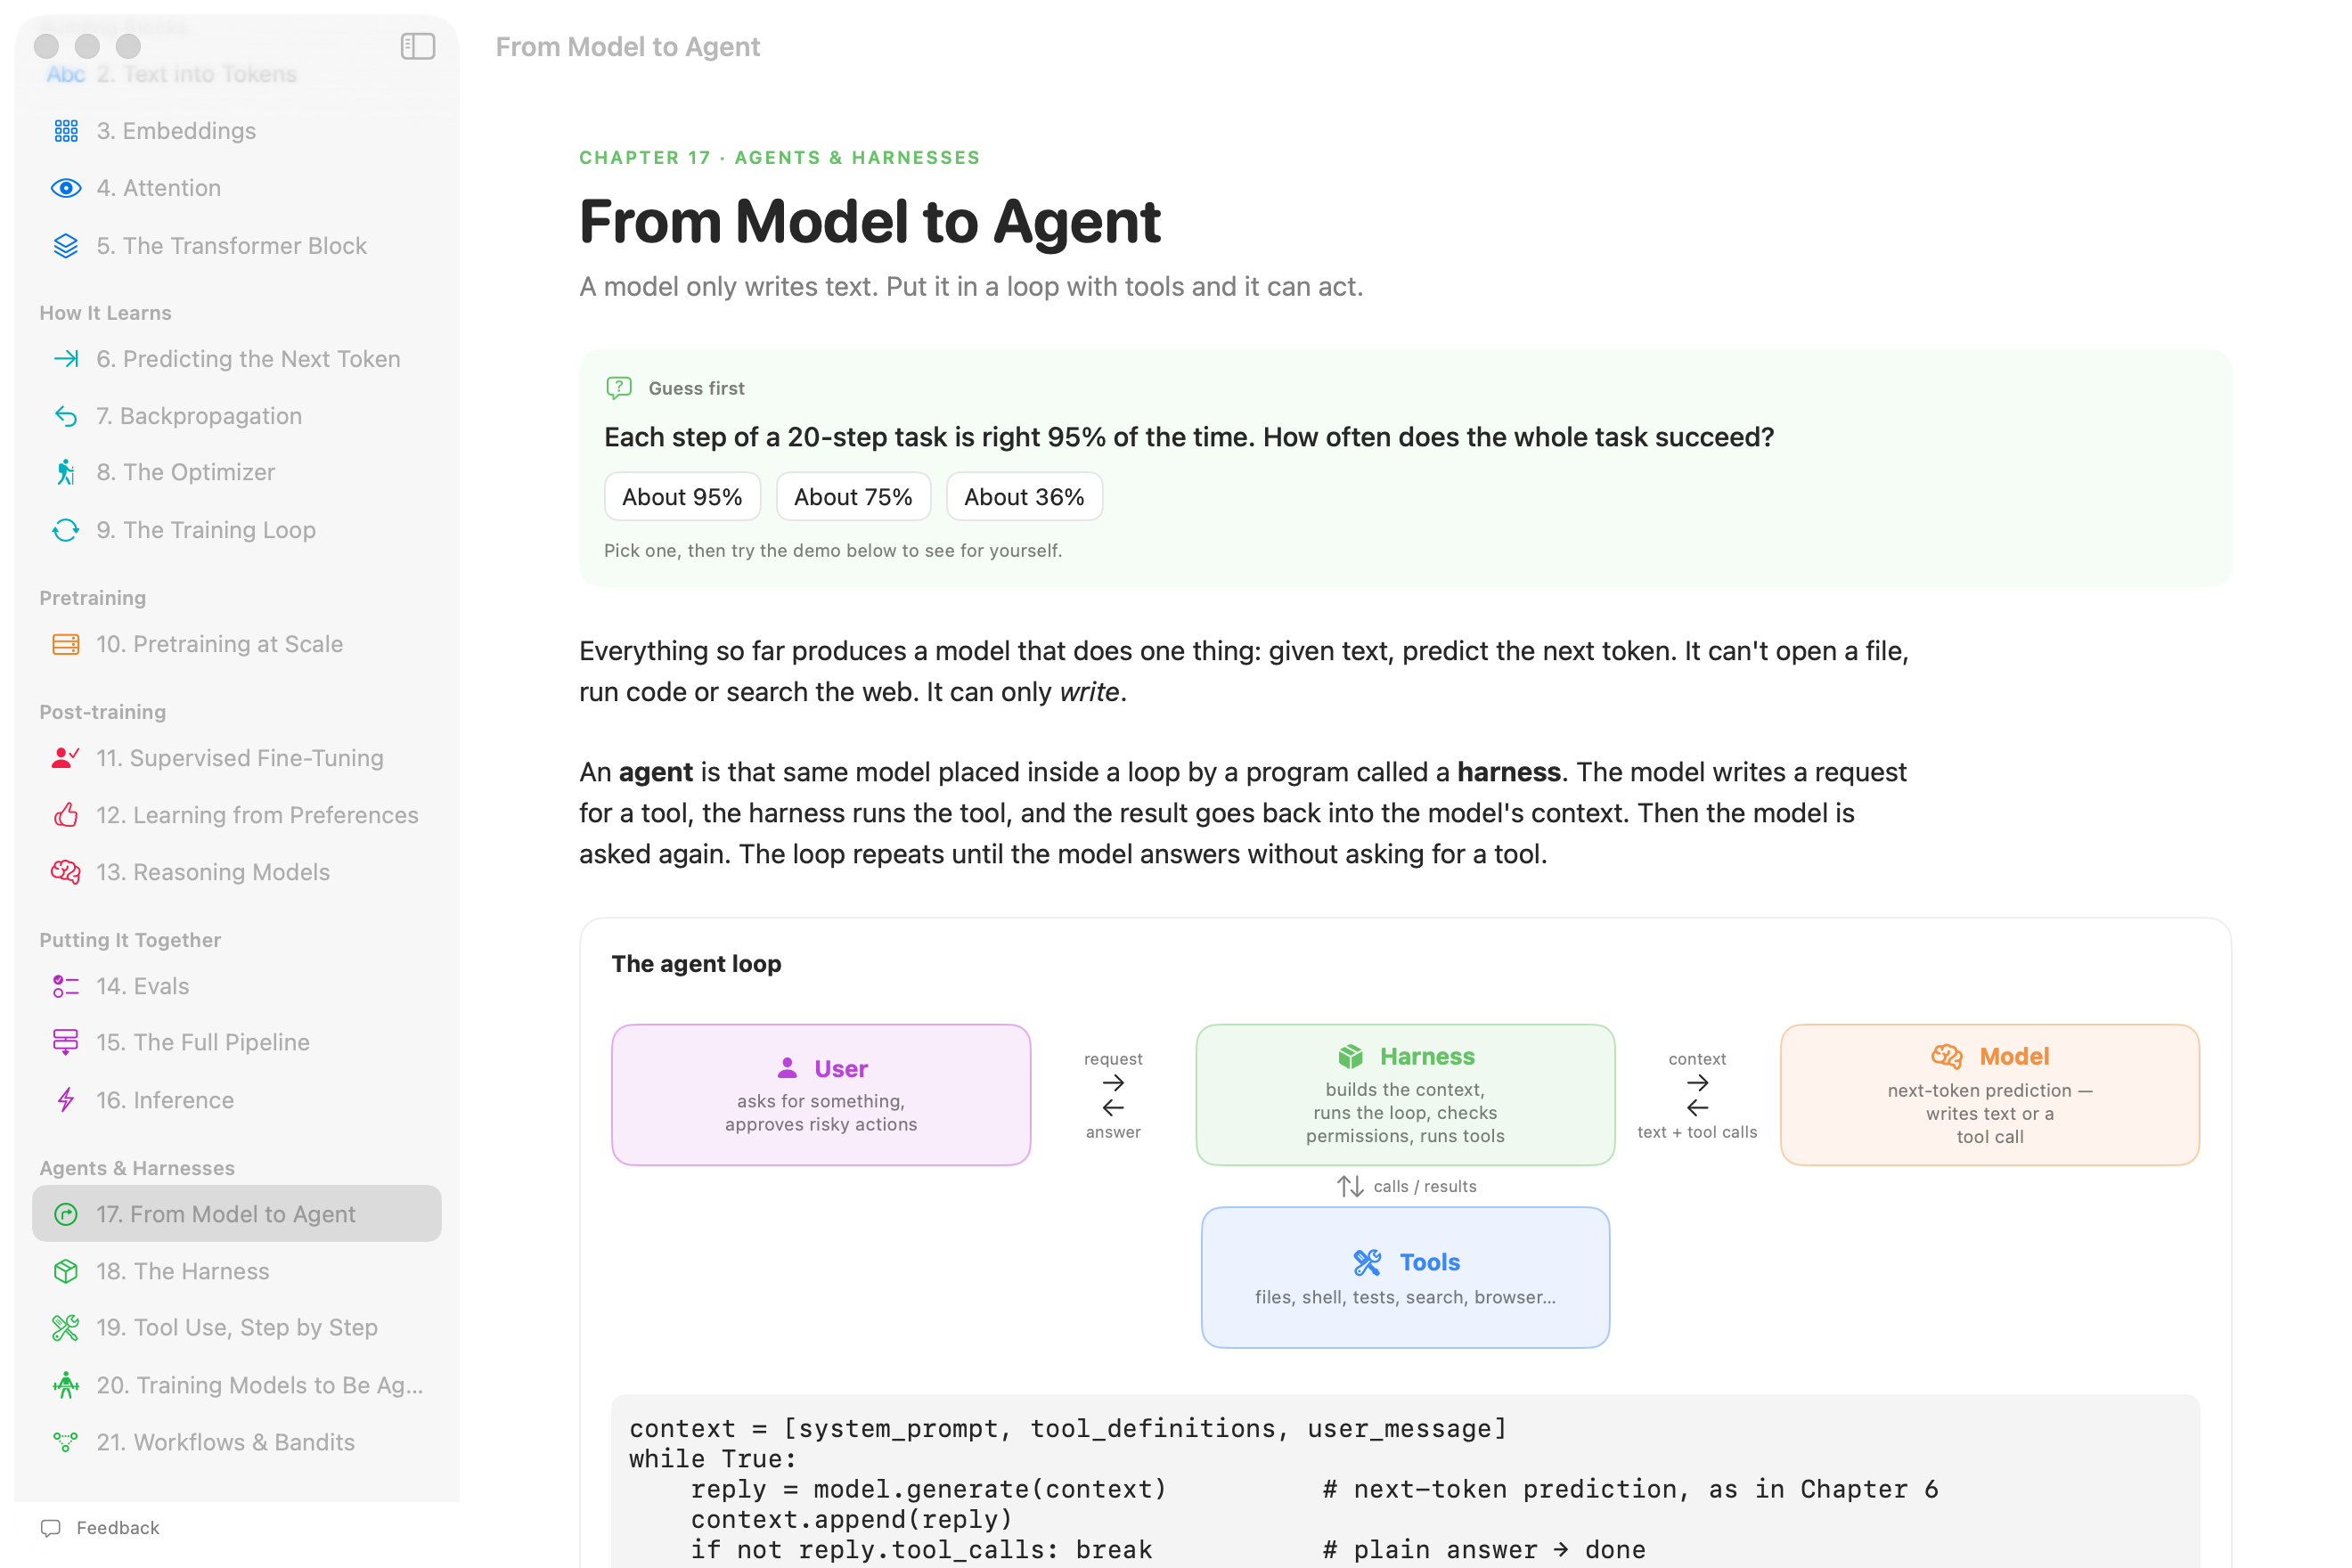 Abc 2. Text into Tokens
3. Embeddings
4. Attention
5. The Transformer Block
How It Learns
6. Predicting the Next Token
7. Backpropagation
8. The Optimizer
9. The Training Loop
Pretraining
10. Pretraining at Scale
Post-training
11. Supervised Fine-Tuning
12. Learning from Preferences
13. Reasoning Models
Putting It Together
14. Evals
15. The Full Pipeline
16. Inference
Agents & Harnesses
17. From Model to Agent
18. The Harness
19. Tool Use, Step by Step
20. Training Models to Be Ag...
21. Workflows & Bandits
Feedback
From Model to Agent
CHAPTER 17 · AGENTS & HARNESSES
From Model to Agent
A model only writes text. Put it in a loop with tools and it can act.
Guess first
Each step of a 20-step task is right 95% of the time. How often does the whole task succeed?
About 95%
About 75%
About 36%
Pick one, then try the demo below to see for yourself.
Everything so far produces a model that does one thing: given text, predict the next token. It can't open a file,
run code or search the web. It can only write.
An agent is that same model placed inside a loop by a program called a harness. The model writes a request
for a tool, the harness runs the tool, and the result goes back into the model's context. Then the model is
asked again. The loop repeats until the model answers without asking for a tool.
The agent loop
User
asks for something,
approves risky actions
request
→
←
answer
Harness
builds the context,
runs the loop, checks
permissions, runs tools
context
→
←
text + tool calls
Model
next-token prediction —
writes text or a
tool call
calls / results
Tools
files, shell, tests, search, browser...
context = [system_prompt, tool_definitions, user_message]
while True:
    reply = model.generate(context)          # next-token prediction, as in Chapter 6
    context.append(reply)
    if not reply.tool_calls: break           # plain answer → done